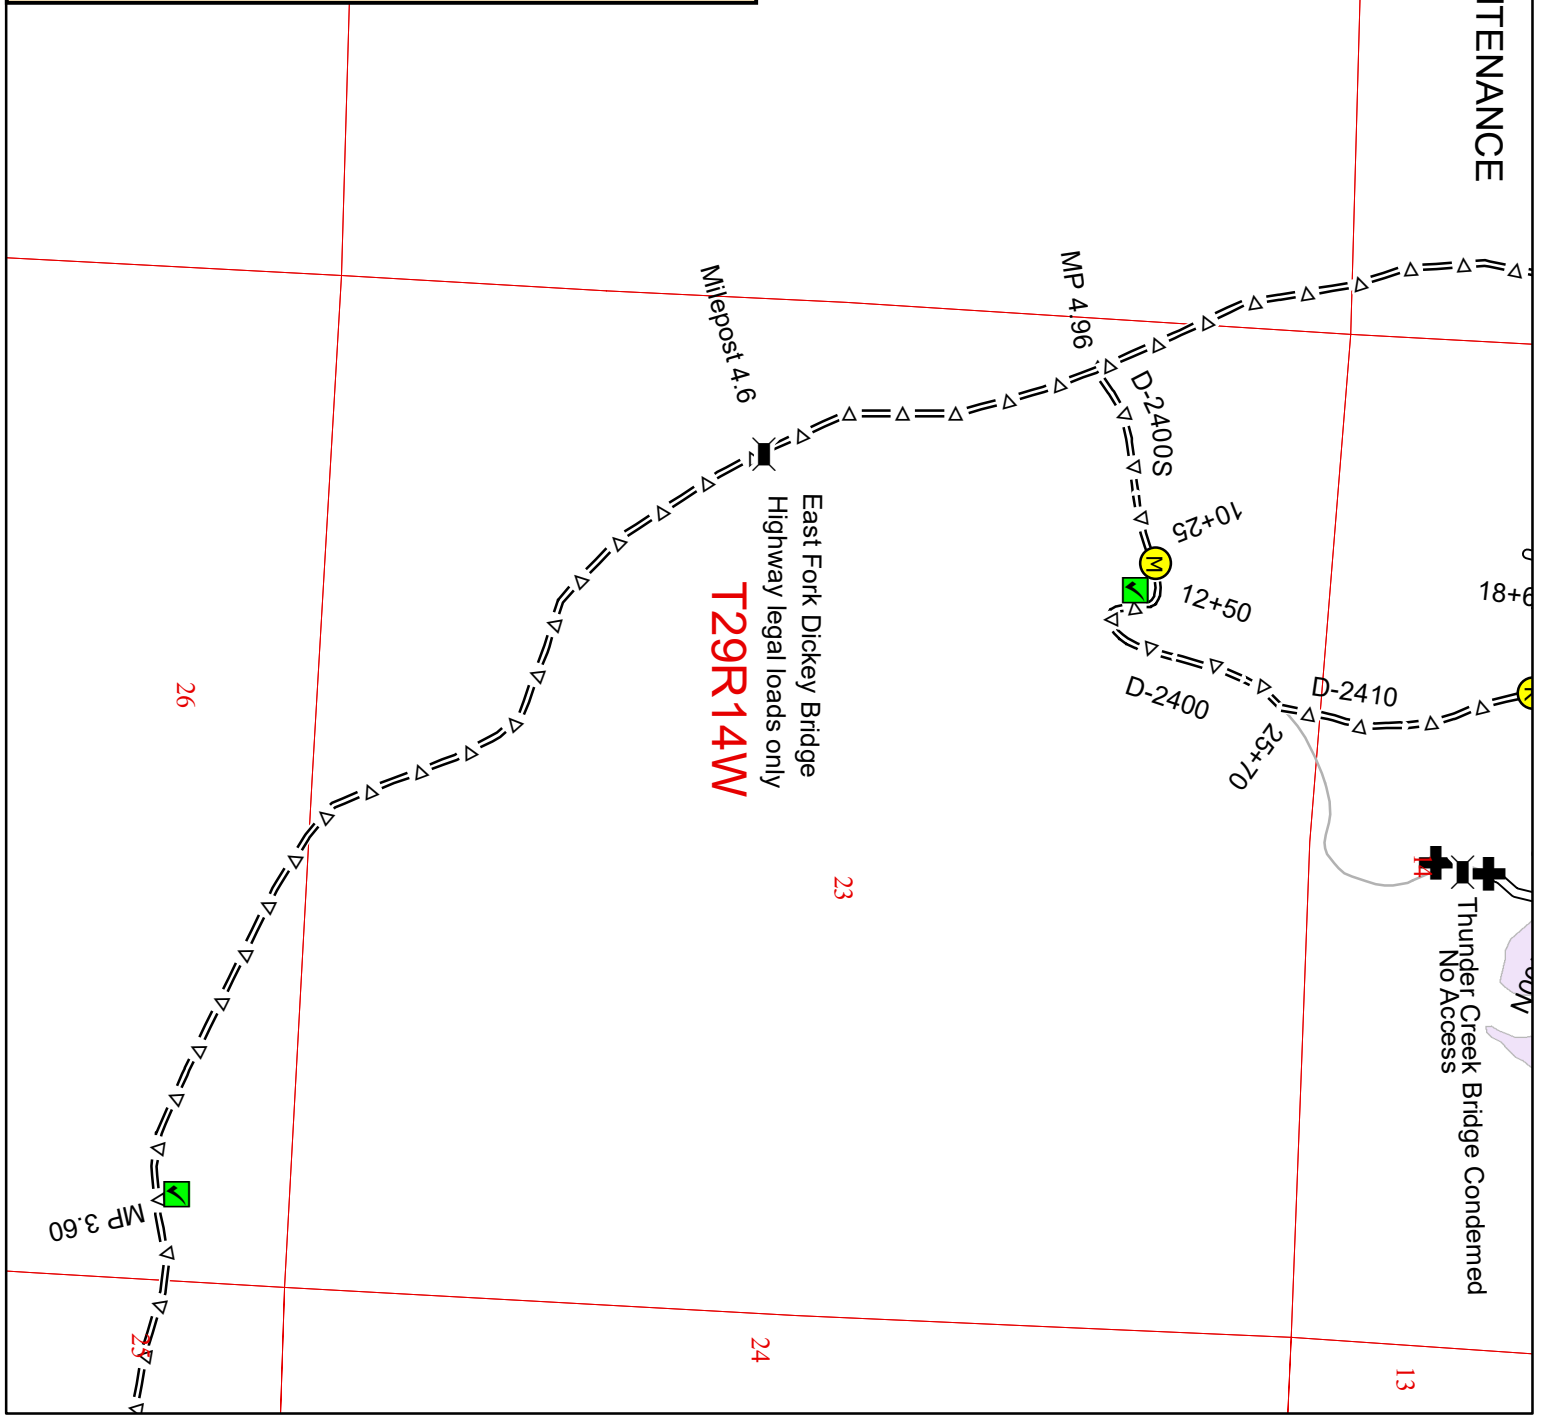 ITENANCE
MP 4.96
Milepost 4.6
D-2400S
10+25
M
12+50
18+6
East Fork Dickey Bridge
Highway legal loads only
T29R14W
D-2400
D-2410
25+70
26
23
14
Thunder Creek Bridge Condemned
No Access
MP 3.60
25
24
13